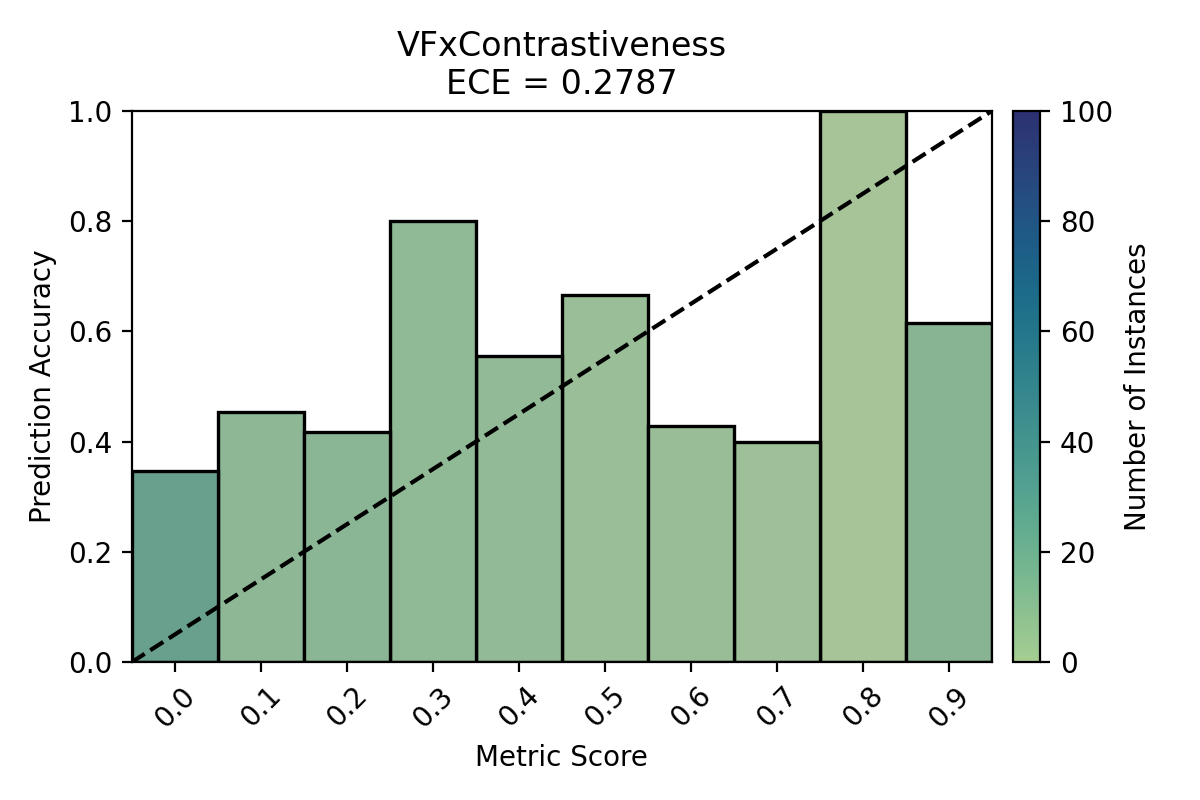 VFxContrastiveness
ECE = 0.2787
1.0
0.8
0.6
0.4
0.2
0.0
Prediction Accuracy
0.0 0.1 0.2 0.3 0.4 0.5 0.6 0.7 0.8 0.9
Metric Score
100
80
60
40
20
0
Number of Instances